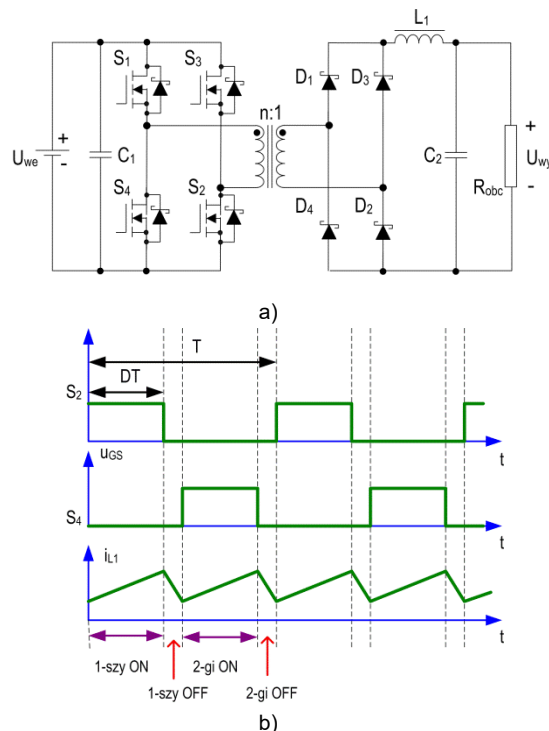 L1
S1
S3
D1
D3
n:1
+
Uwe
-
C1
S4
S2
D4
D2
C2
Robc
+
Uwy
-
a)
T
DT
S2
t
uGS
S4
t
iL1
t
1-szy ON
2-gi ON
1-szy OFF
2-gi OFF
b)